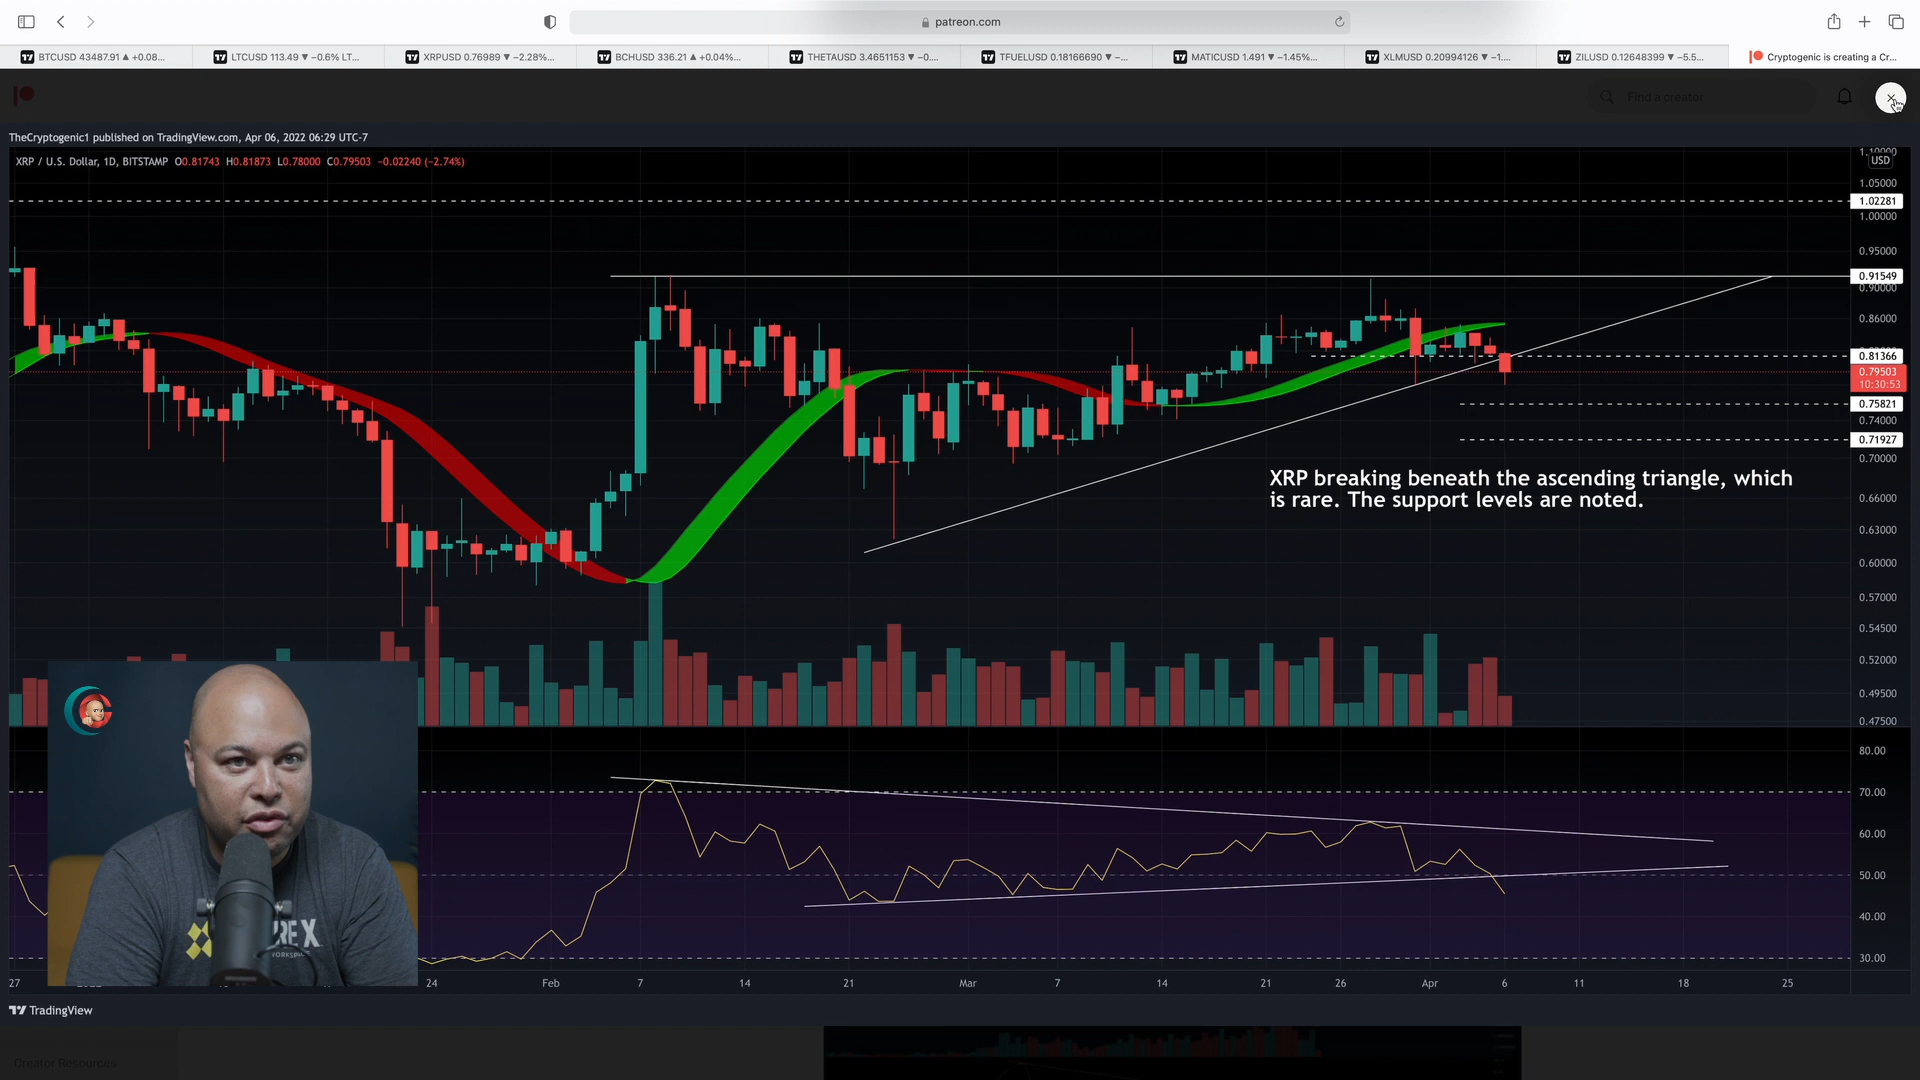 patreon.com
BTCUSD 43487.91 ▲ +0.08...
LTCUSD 113.49 ▼ −0.6% LT...
XRPUSD 0.76989 ▼ −2.28%...
BCHUSD 336.21 ▲ +0.04%...
THETAUSD 3.4651153 ▼ −0....
TFUELUSD 0.18166690 ▼ −...
MATICUSD 1.491 ▼ −1.45%...
XLMUSD 0.20994126 ▼ −1....
ZILUSD 0.12648399 ▼ −5.5...
Cryptogenic is creating a Cr...
Find a creator
TheCryptogenic1 published on TradingView.com, Apr 06, 2022 06:29 UTC-7
XRP / U.S. Dollar, 1D, BITSTAMP O0.81743 H0.81873 L0.78000 C0.79503 −0.02240 (−2.74%)
1.10000
USD
1.05000
1.02281
1.00000
0.95000
0.91549
0.90000
0.86000
0.81366
0.79503
10:30:53
0.75821
0.74000
0.71927
0.70000
XRP breaking beneath the ascending triangle, which
is rare. The support levels are noted.
0.66000
0.63000
0.60000
0.57000
0.54500
0.52000
0.49500
0.47500
80.00
70.00
60.00
50.00
40.00
30.00
RE X
WORKSPACE
27
24
Feb
7
14
21
Mar
7
14
21
26
Apr
6
11
18
25
TradingView
Creator Resources